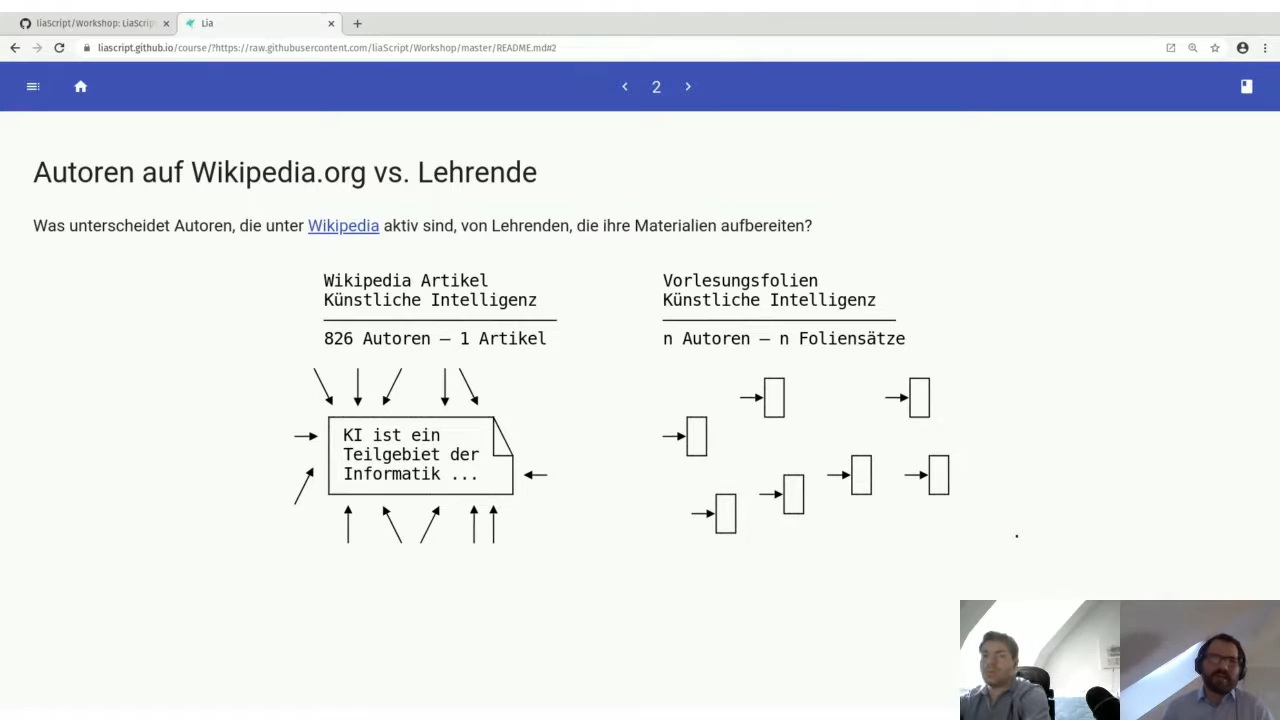 liaScript/Workshop: LiaScrip
Lia
liascript.github.io/course/?https://raw.githubusercontent.com/liaScript/Workshop/master/README.md#2
2
Autoren auf Wikipedia.org vs. Lehrende
Was unterscheidet Autoren, die unter Wikipedia aktiv sind, von Lehrenden, die ihre Materialien aufbereiten?
Wikipedia Artikel
Künstliche Intelligenz
826 Autoren — 1 Artikel
KI ist ein
Teilgebiet der
Informatik ...
Vorlesungsfolien
Künstliche Intelligenz
n Autoren — n Foliensätze